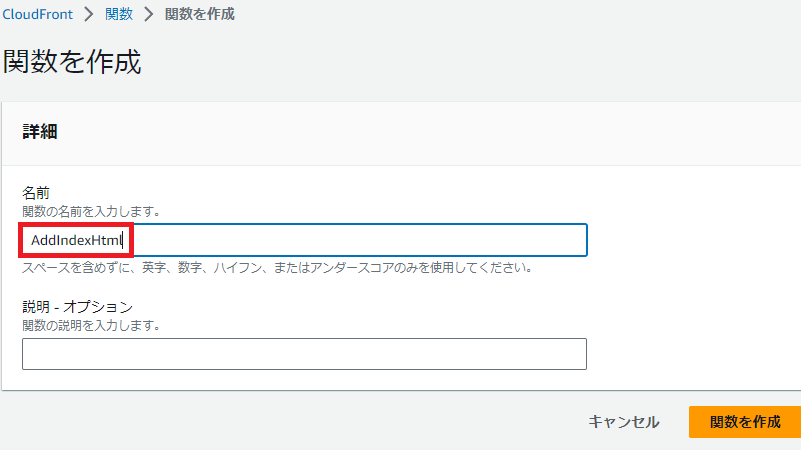 CloudFront > 関数 > 関数を作成
関数を作成
詳細
名前
関数の名前を入力します。
AddIndexHtml
スペースを含めずに、英字、数字、ハイフン、またはアンダースコアのみを使用してください。
説明 - オプション
関数の説明を入力します。
キャンセル 関数を作成